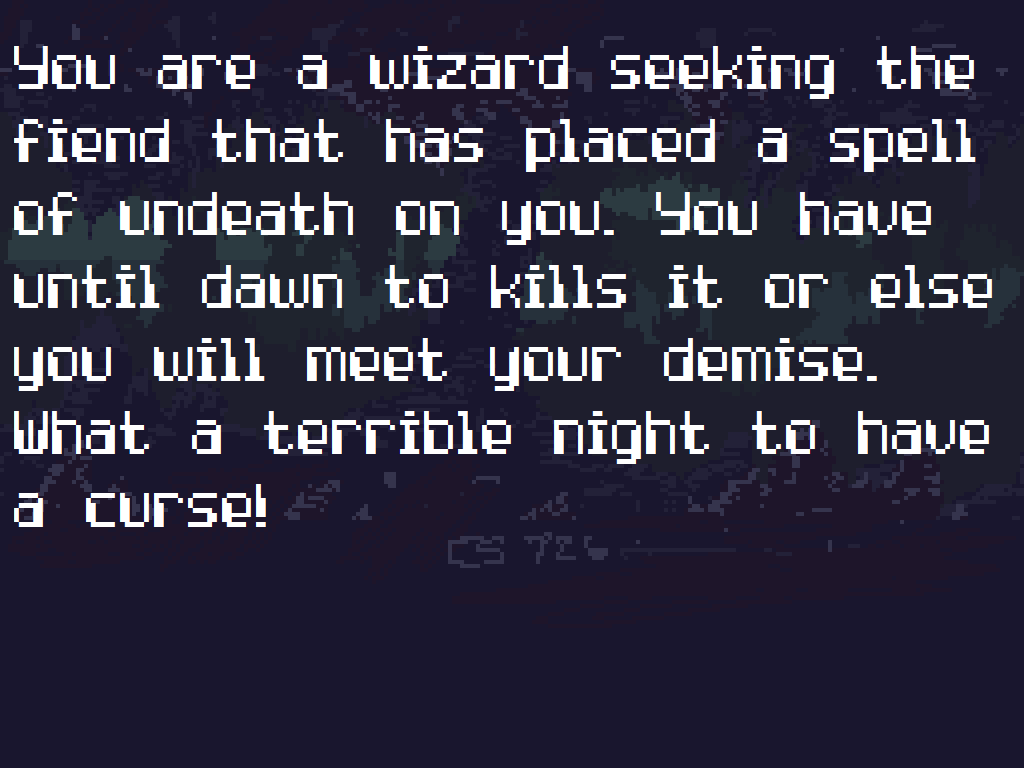 You are a wizard seeking the
fiend that has placed a spell
of undeath on you. You have
until dawn to kills it or else
you will meet your demise.
What a terrible night to have
a curse!